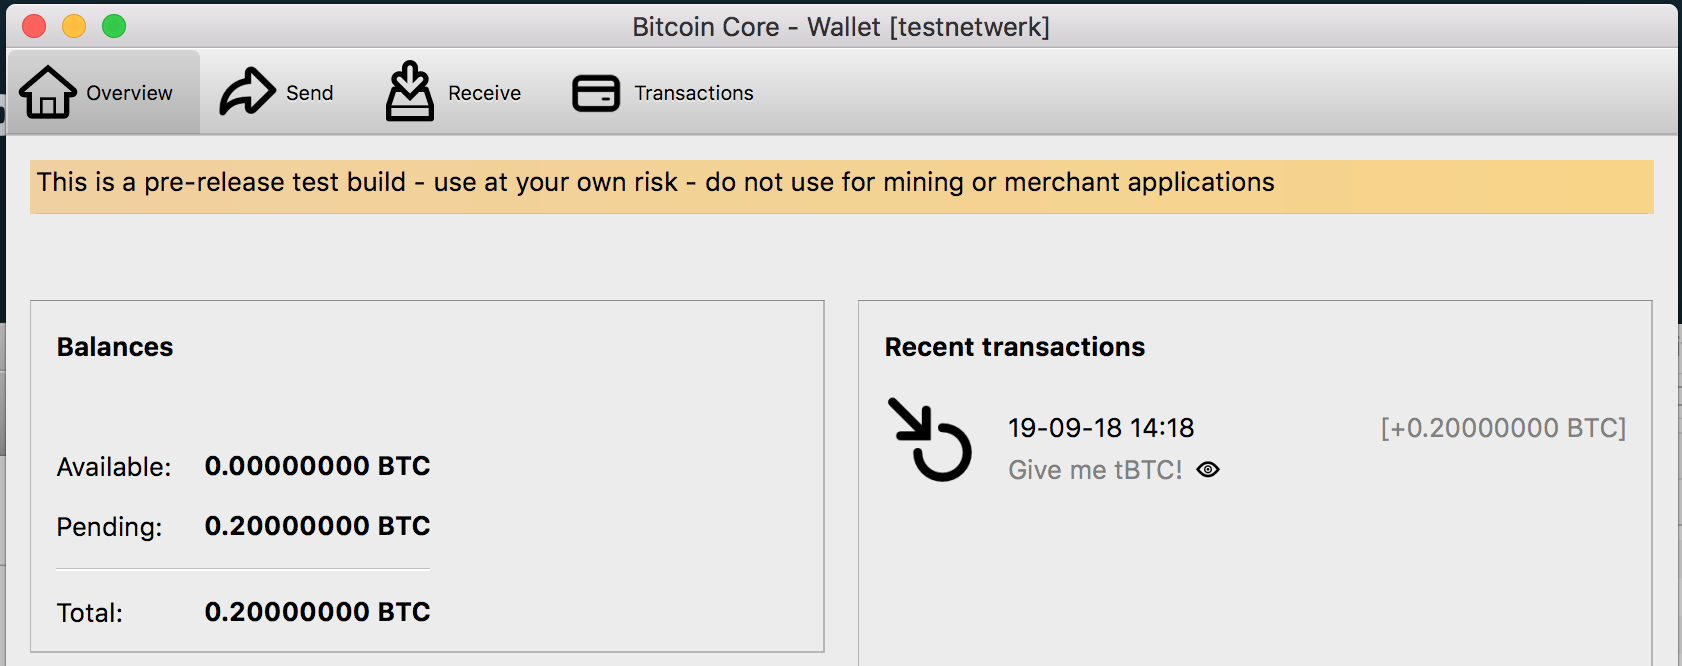 Bitcoin Core - Wallet [testnetwerk]
Overview Send Receive Transactions
This is a pre-release test build - use at your own risk - do not use for mining or merchant applications
Balances
Available: 0.00000000 BTC
Pending: 0.20000000 BTC
Total: 0.20000000 BTC
Recent transactions
19-09-18 14:18 [+0.20000000 BTC]
Give me tBTC!